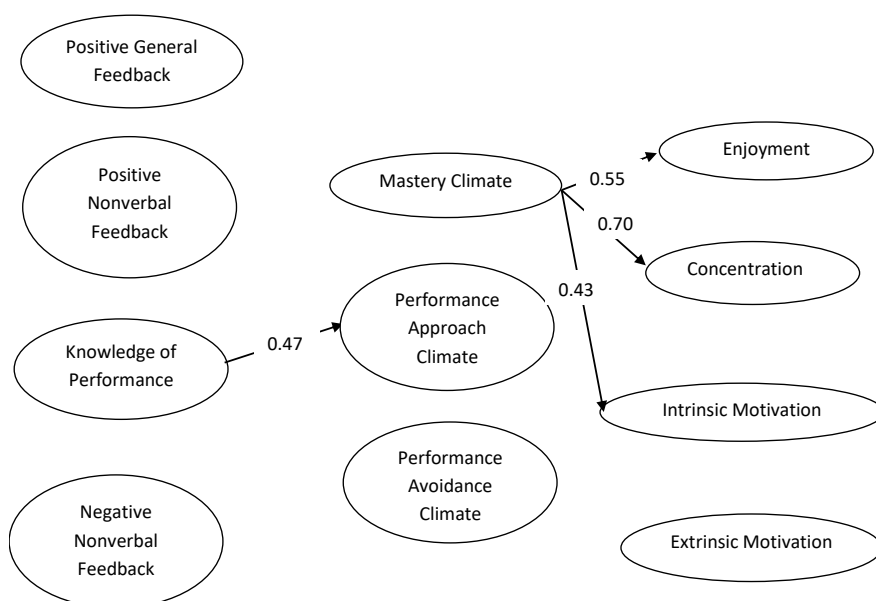 Positive General
Feedback
Positive
Nonverbal
Feedback
Knowledge of
Performance
Negative
Nonverbal
Feedback
0.47
Mastery Climate
Performance
Approach
Climate
Performance
Avoidance
Climate
0.55
0.70
0.43
Enjoyment
Concentration
Intrinsic Motivation
Extrinsic Motivation